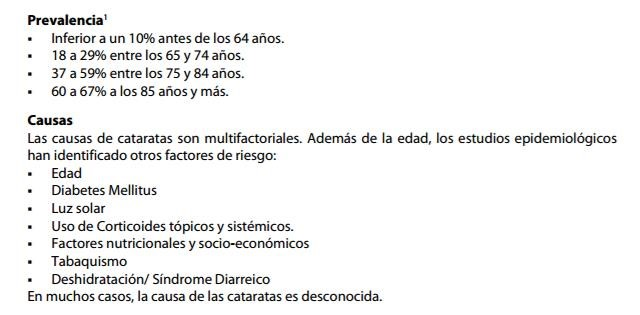 Prevalencia¹
▪ Inferior a un 10% antes de los 64 años.
▪ 18 a 29% entre los 65 y 74 años.
▪ 37 a 59% entre los 75 y 84 años.
▪ 60 a 67% a los 85 años y más.
Causas
Las causas de cataratas son multifactoriales. Además de la edad, los estudios epidemiológicos
han identificado otros factores de riesgo:
▪ Edad
▪ Diabetes Mellitus
▪ Luz solar
▪ Uso de Corticoides tópicos y sistémicos.
▪ Factores nutricionales y socio-económicos
▪ Tabaquismo
▪ Deshidratación/ Síndrome Diarreico
En muchos casos, la causa de las cataratas es desconocida.